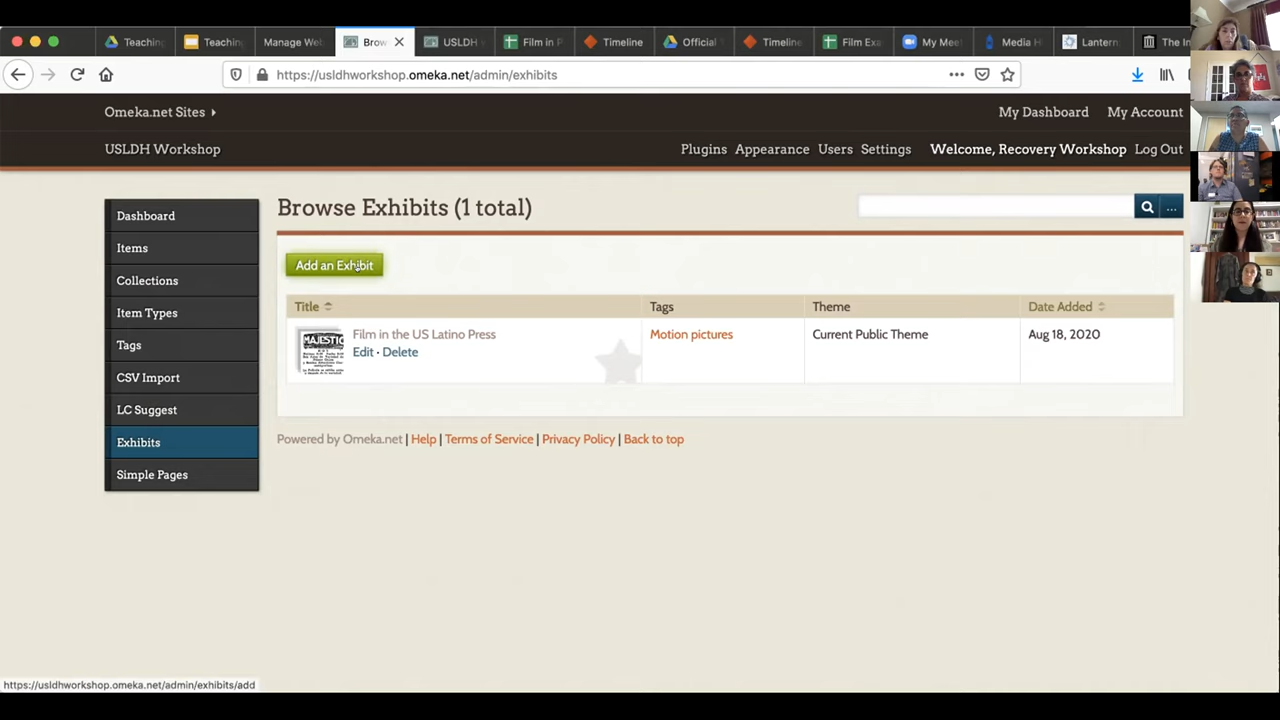 Teaching
Teaching
Manage Web
Brow
USLDH
Film in P
Timeline
Official
Timeline
Film Exa
My Mee
Media H
Lantern
The In
https://usldhworkshop.omeka.net/admin/exhibits
Omeka.net Sites
My Dashboard
My Account
USLDH Workshop
Plugins
Appearance
Users
Settings
Welcome, Recovery Workshop
Log Out
Dashboard
Items
Collections
Item Types
Tags
CSV Import
LC Suggest
Exhibits
Simple Pages
Browse Exhibits (1 total)
...
Add an Exhibit
Title
Tags
Theme
Date Added
MAJESTIC
Film in the US Latino Press
Edit · Delete
Motion pictures
Current Public Theme
Aug 18, 2020
Powered by Omeka.net | Help | Terms of Service | Privacy Policy | Back to top
https://usldhworkshop.omeka.net/admin/exhibits/add